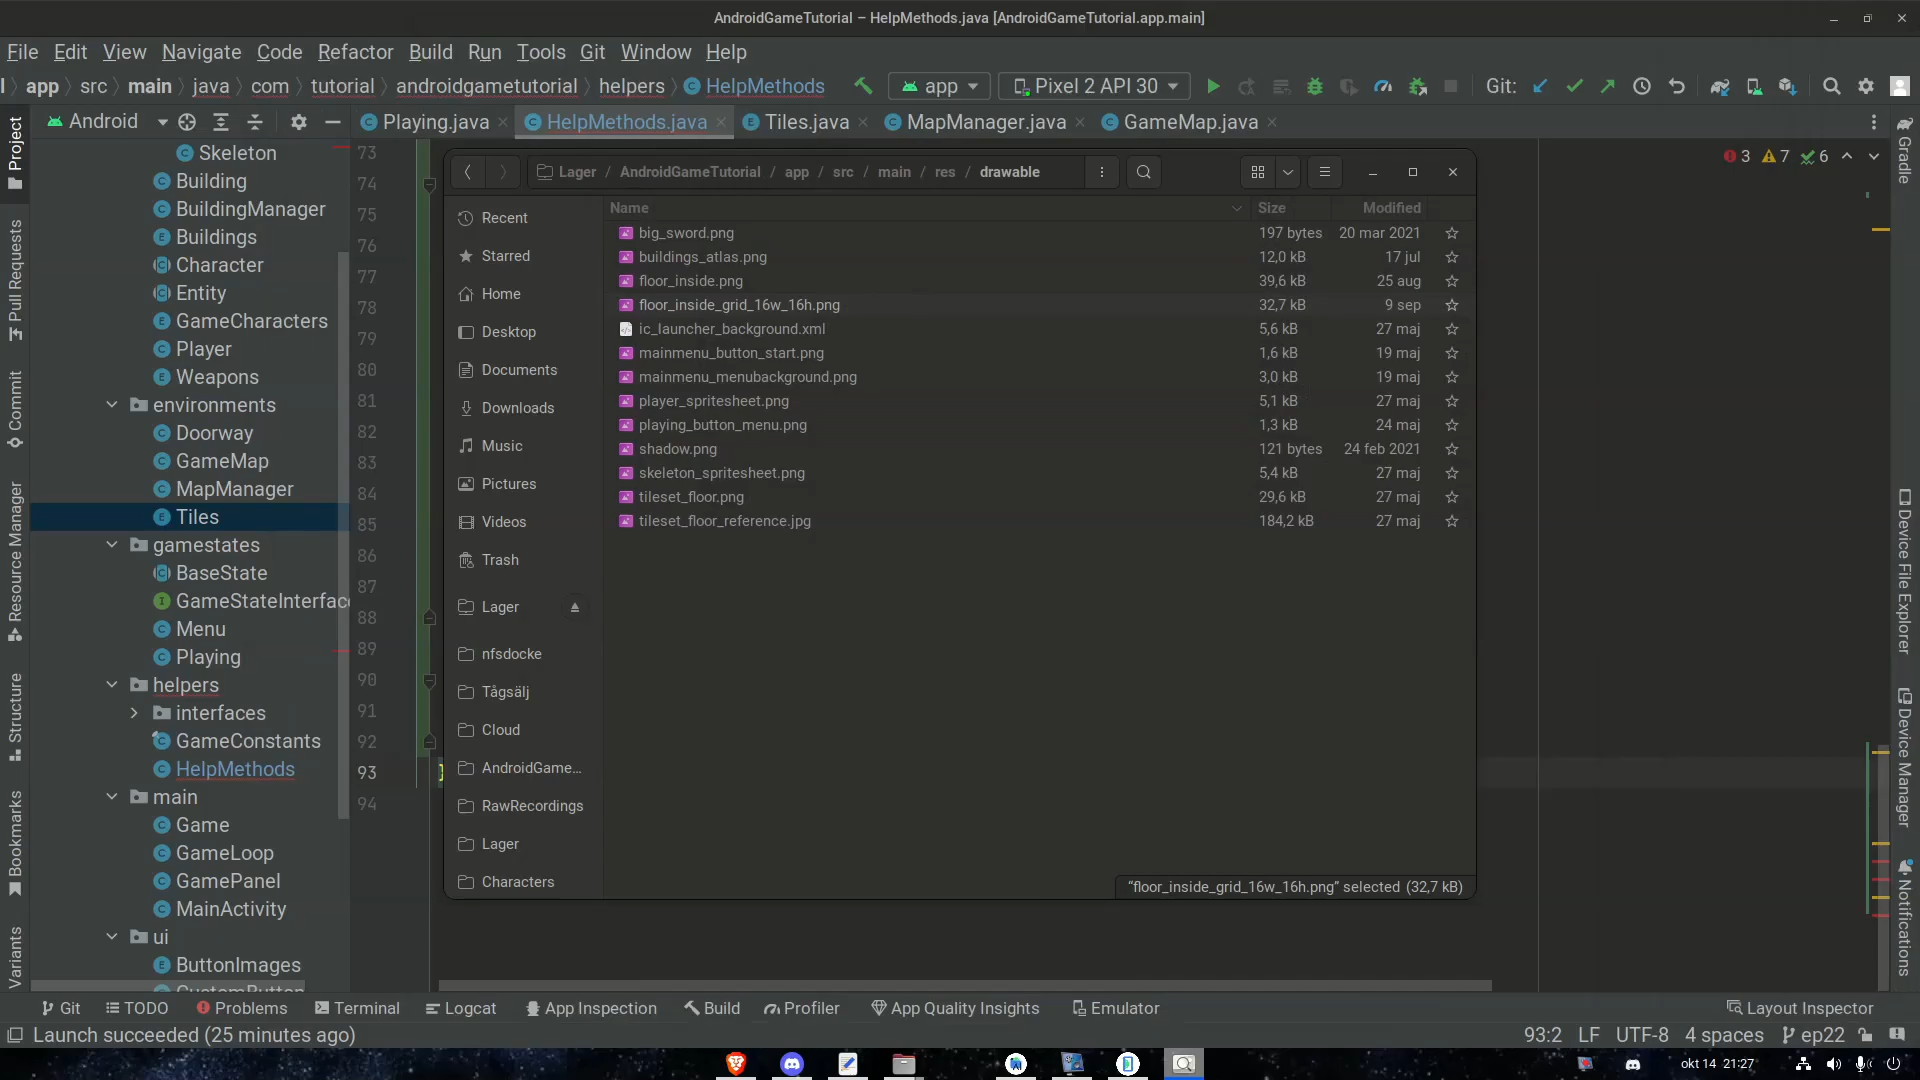 AndroidGameTutorial – HelpMethods.java [AndroidGameTutorial.app.main]
File Edit View Navigate Code Refactor Build Run Tools Git Window Help
app src main java com tutorial androidgametutorial helpers HelpMethods app Pixel 2 API 30 Git:
Android Playing.java HelpMethods.java Tiles.java MapManager.java GameMap.java
Project
Pull Requests
Commit
Resource Manager
Structure
Bookmarks
Variants
Skeleton
Building
BuildingManager
Buildings
Character
Entity
GameCharacters
Player
Weapons
environments
Doorway
GameMap
MapManager
Tiles
gamestates
BaseState
GameStateInterfac
Menu
Playing
helpers
interfaces
GameConstants
HelpMethods
main
Game
GameLoop
GamePanel
MainActivity
ui
ButtonImages
CustomButton
73
74
75
76
77
78
79
80
81
82
83
84
85
86
87
88
89
90
91
92
93
94
3 7 6
Lager / AndroidGameTutorial / app / src / main / res / drawable
Recent
Starred
Home
Desktop
Documents
Downloads
Music
Pictures
Videos
Trash
Lager
nfsdocke
Tågsälj
Cloud
AndroidGame…
RawRecordings
Lager
Characters
Name Size Modified
big_sword.png 197 bytes 20 mar 2021
buildings_atlas.png 12,0 kB 17 jul
floor_inside.png 39,6 kB 25 aug
floor_inside_grid_16w_16h.png 32,7 kB 9 sep
ic_launcher_background.xml 5,6 kB 27 maj
mainmenu_button_start.png 1,6 kB 19 maj
mainmenu_menubackground.png 3,0 kB 19 maj
player_spritesheet.png 5,1 kB 27 maj
playing_button_menu.png 1,3 kB 24 maj
shadow.png 121 bytes 24 feb 2021
skeleton_spritesheet.png 5,4 kB 27 maj
tileset_floor.png 29,6 kB 27 maj
tileset_floor_reference.jpg 184,2 kB 27 maj
“floor_inside_grid_16w_16h.png” selected (32,7 kB)
Gradle
Device File Explorer
Device Manager
Notifications
Git TODO Problems Terminal Logcat App Inspection Build Profiler App Quality Insights Emulator Layout Inspector
Launch succeeded (25 minutes ago) 93:2 LF UTF-8 4 spaces ep22
okt 14 21:27